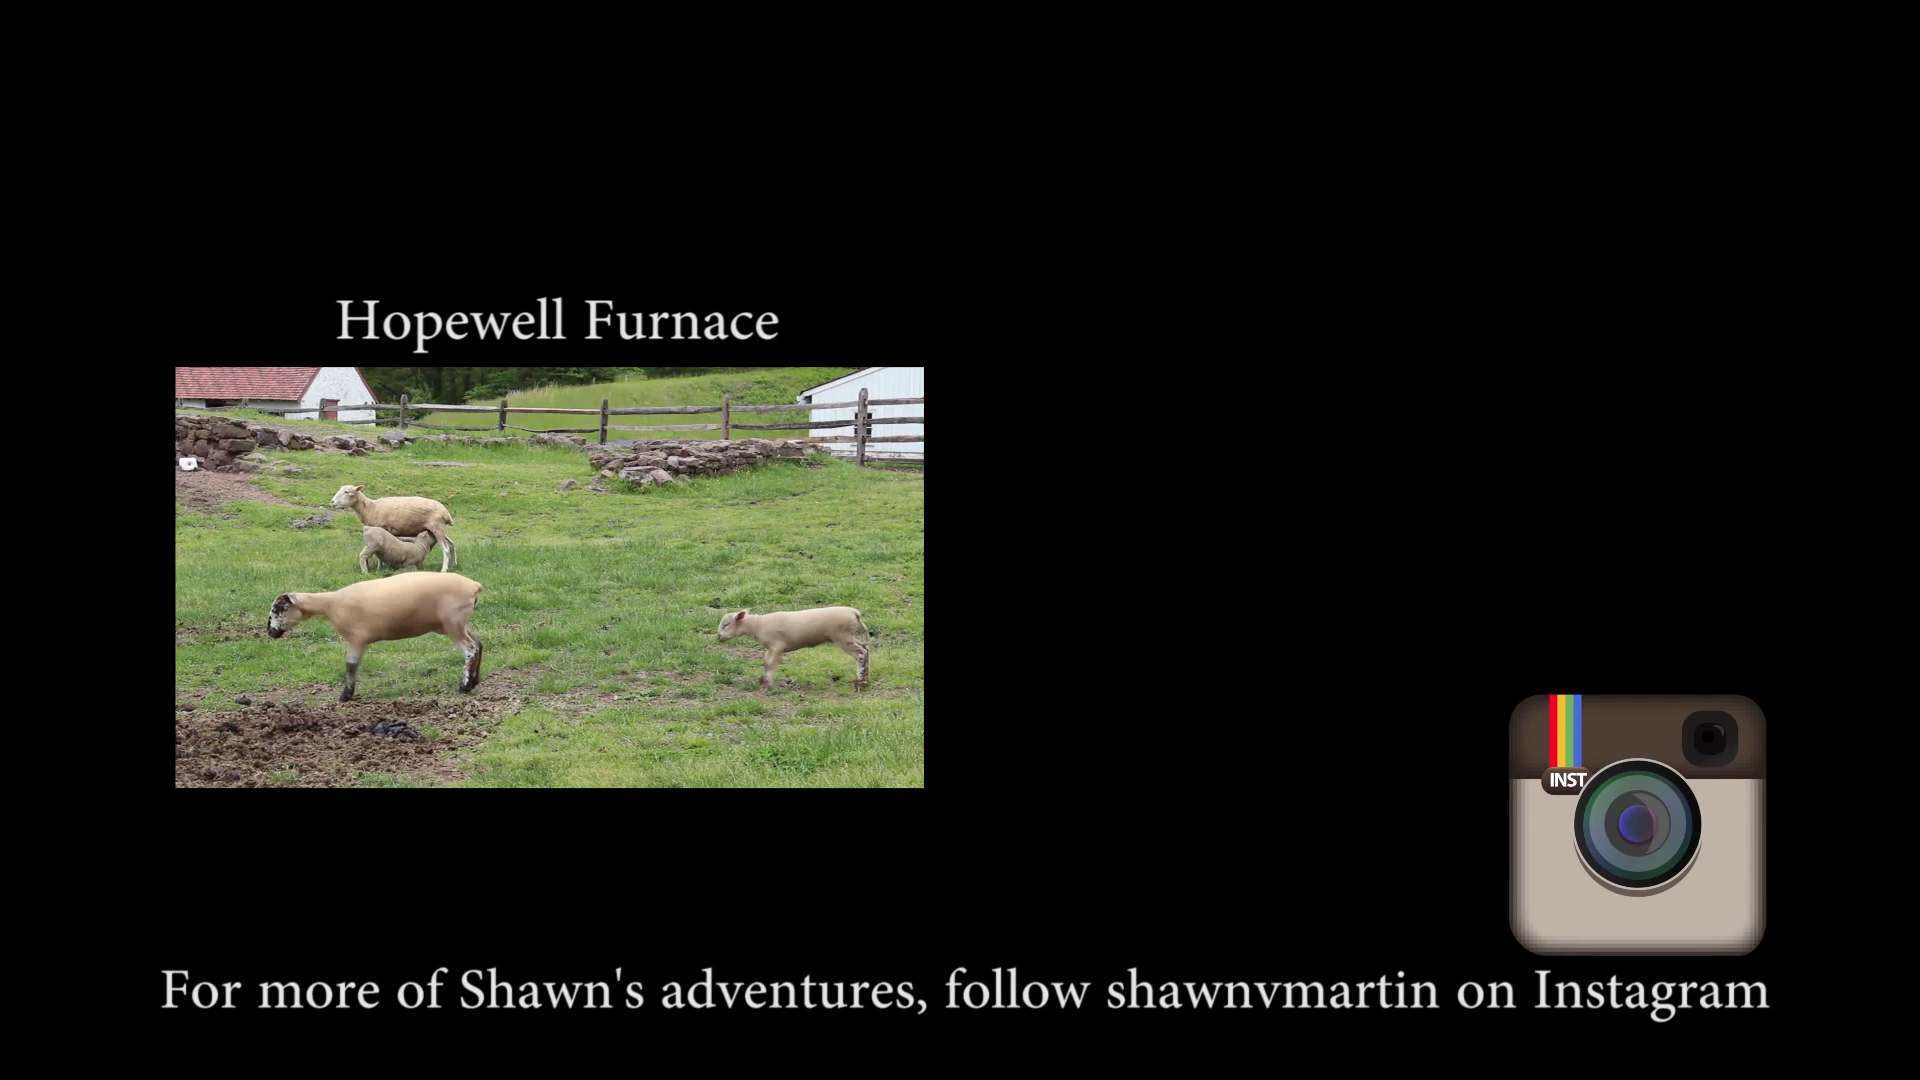 Hopewell Furnace
INST
For more of Shawn's adventures, follow shawnvmartin on Instagram